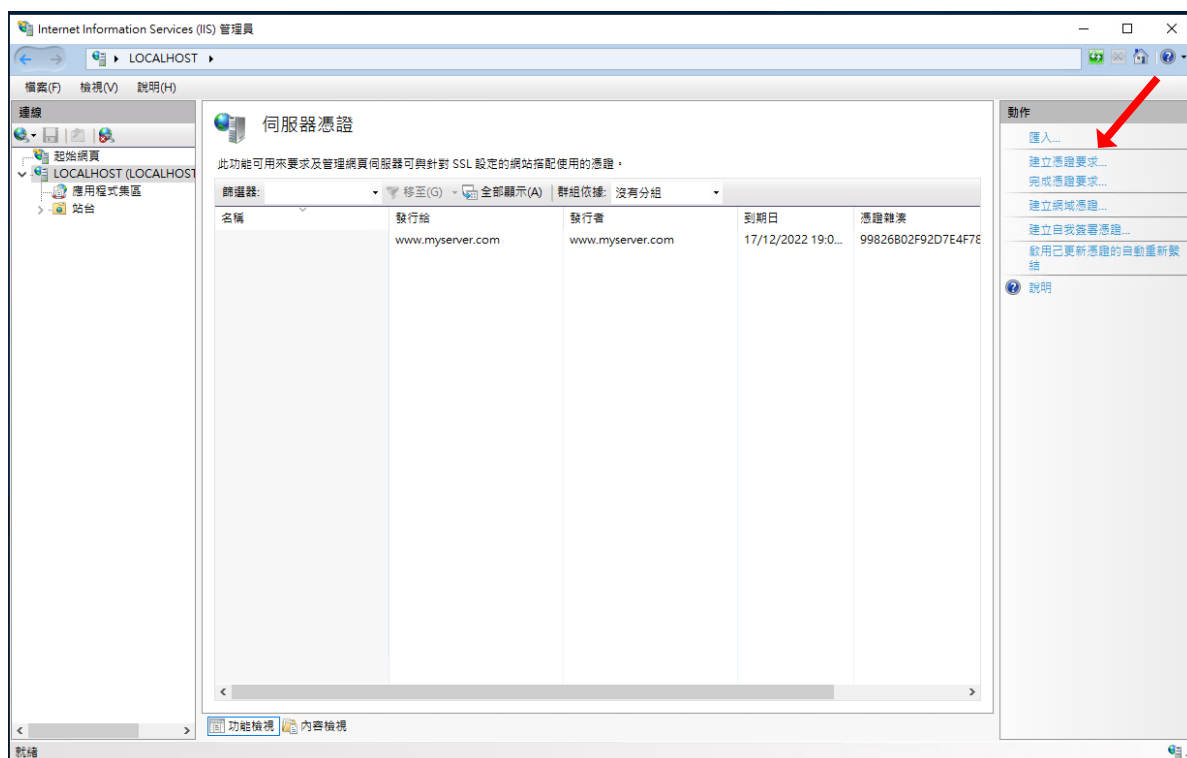 Internet Information Services (IIS) 管理員
LOCALHOST
檔案(F) 檢視(V) 說明(H)
連線
起始網頁
LOCALHOST (LOCALHOST
應用程式集區
站台
伺服器憑證
此功能可用來要求及管理網頁伺服器可與針對 SSL 設定的網站搭配使用的憑證。
篩選器: 移至(G) 全部顯示(A) 群組依據: 沒有分組
名稱 發行給 發行者 到期日 憑證雜湊
www.myserver.com www.myserver.com 17/12/2022 19:0... 99826B02F92D7E4F78
功能檢視 內容檢視
動作
匯入...
建立憑證要求...
完成憑證要求...
建立網域憑證...
建立自我簽署憑證...
啟用已更新憑證的自動重新繫
結
說明
就緒